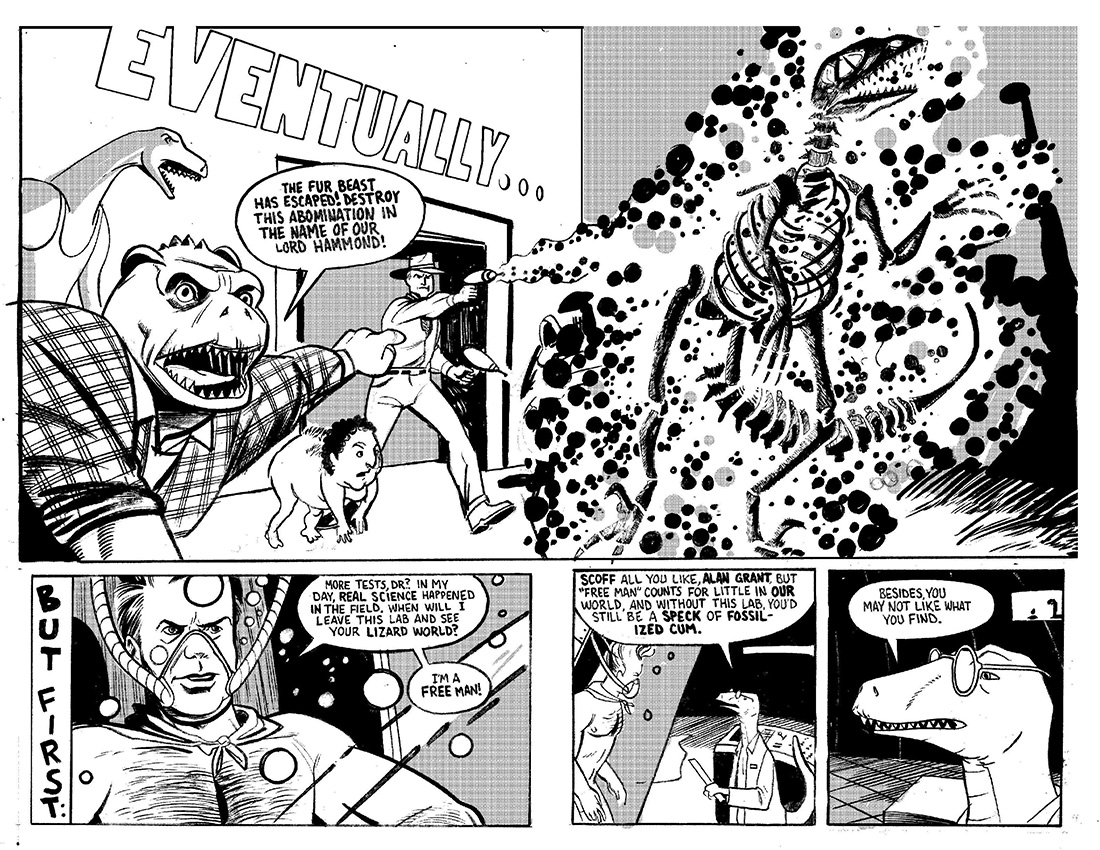 EVENTUALLY...
THE FUR BEAST
HAS ESCAPED! DESTROY
THIS ABOMINATION IN
THE NAME OF OUR
LORD HAMMOND!
BUT FIRST:
MORE TESTS, DR? IN MY
DAY, REAL SCIENCE HAPPENED
IN THE FIELD. WHEN WILL I
LEAVE THIS LAB AND SEE
YOUR LIZARD WORLD?
I'M A
FREE MAN!
SCOFF ALL YOU LIKE, ALAN GRANT, BUT
"FREE MAN" COUNTS FOR LITTLE IN OUR
WORLD, AND WITHOUT THIS LAB, YOU'D
STILL BE A SPECK OF FOSSIL-
IZED CUM.
BESIDES, YOU
MAY NOT LIKE WHAT
YOU FIND.